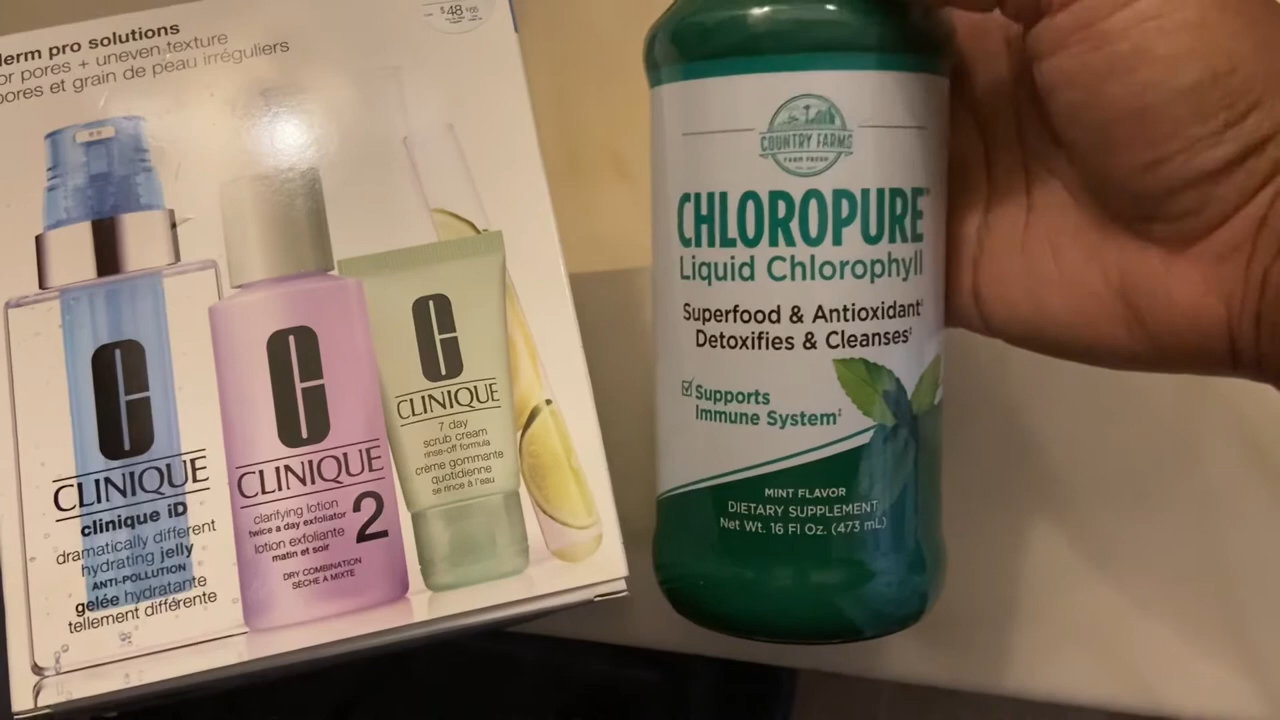 derm pro solutions
or pores + uneven texture
pores et grain de peau irréguliers
$48
CLINIQUE
clinique iD
dramatically different
hydrating jelly
ANTI-POLLUTION
gelée hydratante
tellement différente
CLINIQUE
clarifying lotion
twice a day exfoliator
lotion exfoliante
matin et soir
2
DRY COMBINATION
SÈCHE À MIXTE
CLINIQUE
7 day
scrub cream
rinse-off formula
crème gommante
quotidienne
se rince à l'eau
COUNTRY FARMS
FARM FRESH
CHLOROPURE™
Liquid Chlorophyll
Superfood & Antioxidant‡
Detoxifies & Cleanses‡
Supports
Immune System‡
MINT FLAVOR
DIETARY SUPPLEMENT
Net Wt. 16 Fl Oz. (473 mL)